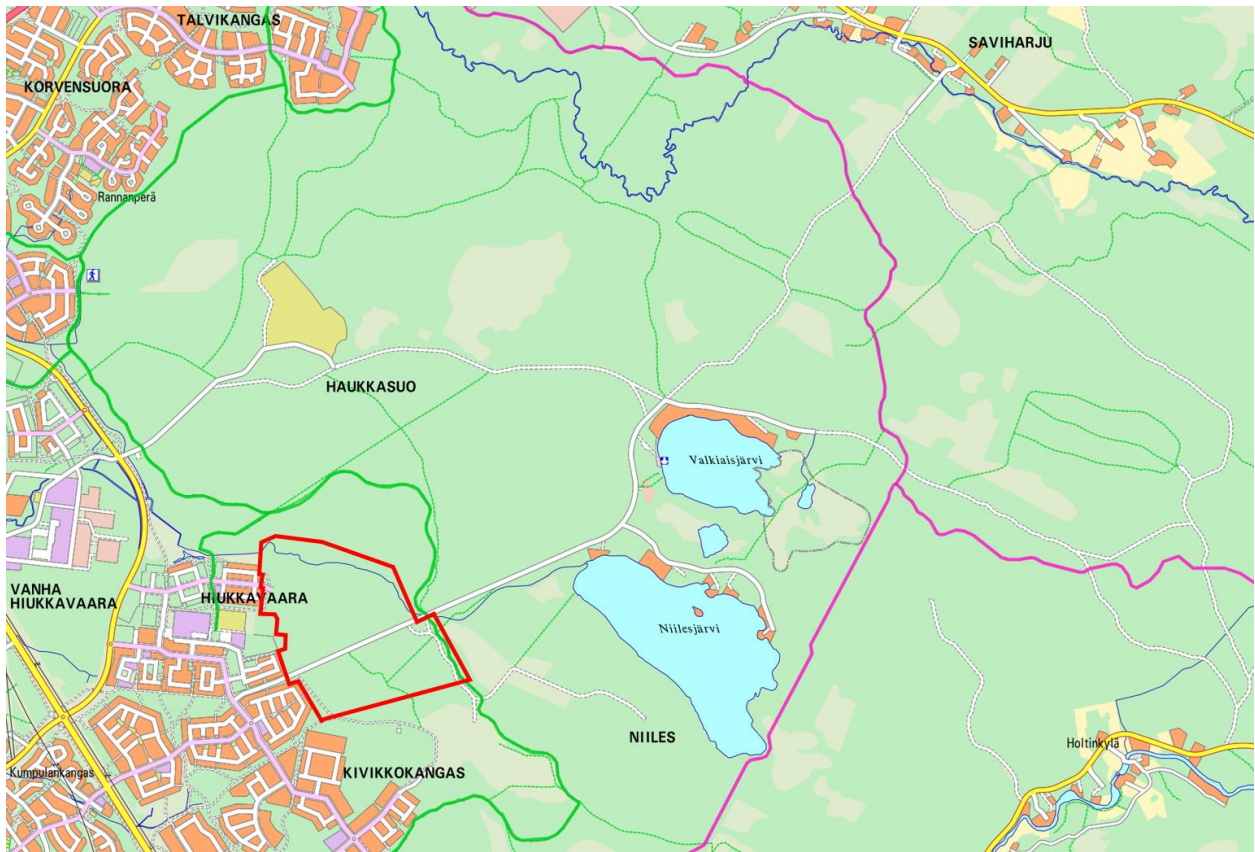 TALVIKANGAS
SAVIHARJU
KORVENSUORA
Rannanperä
HAUKKASUO
Valkiaisjärvi
VANHA
HIUKKAVAARA
HIUKKAVAARA
Niilesjärvi
NIILES
Holtinkylä
KIVIKKOKANGAS
Kumpulankangas